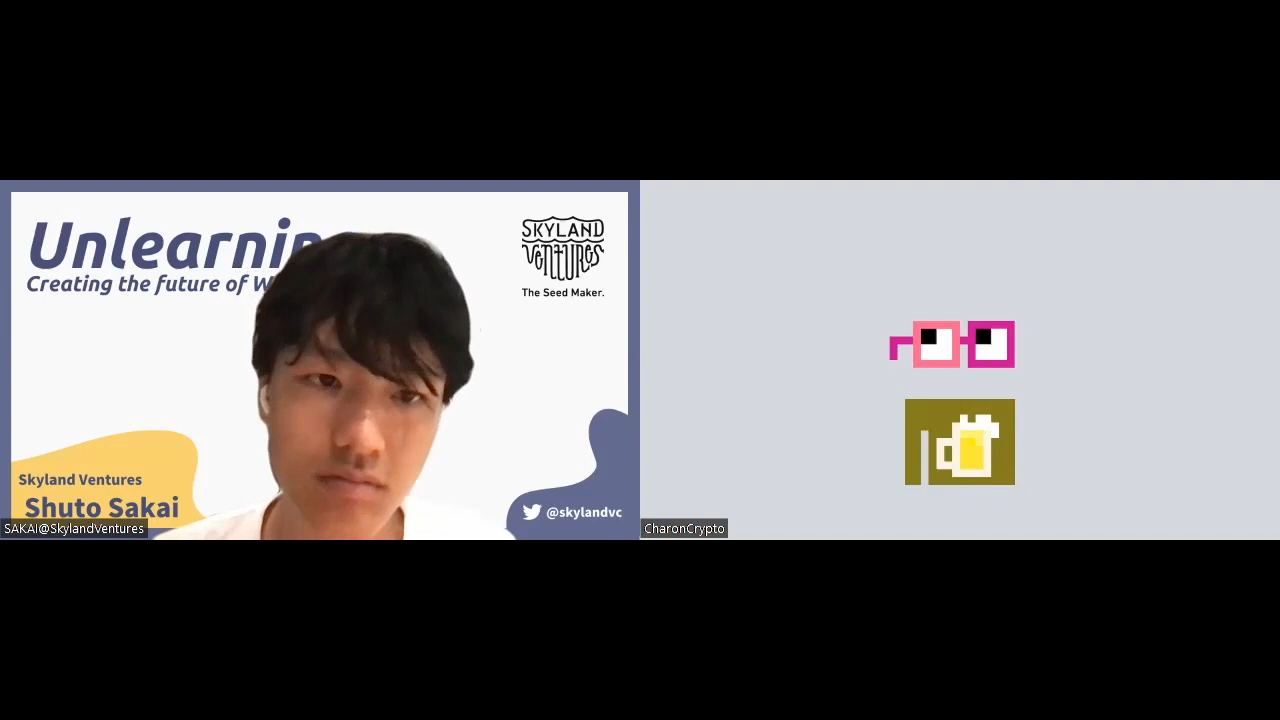 Unlearnin
Creating the future of W
SKYLAND
VENTURES
The Seed Maker.
Skyland Ventures
Shuto Sakai
@skylandvc
SAKAI@SkylandVentures
CharonCrypto